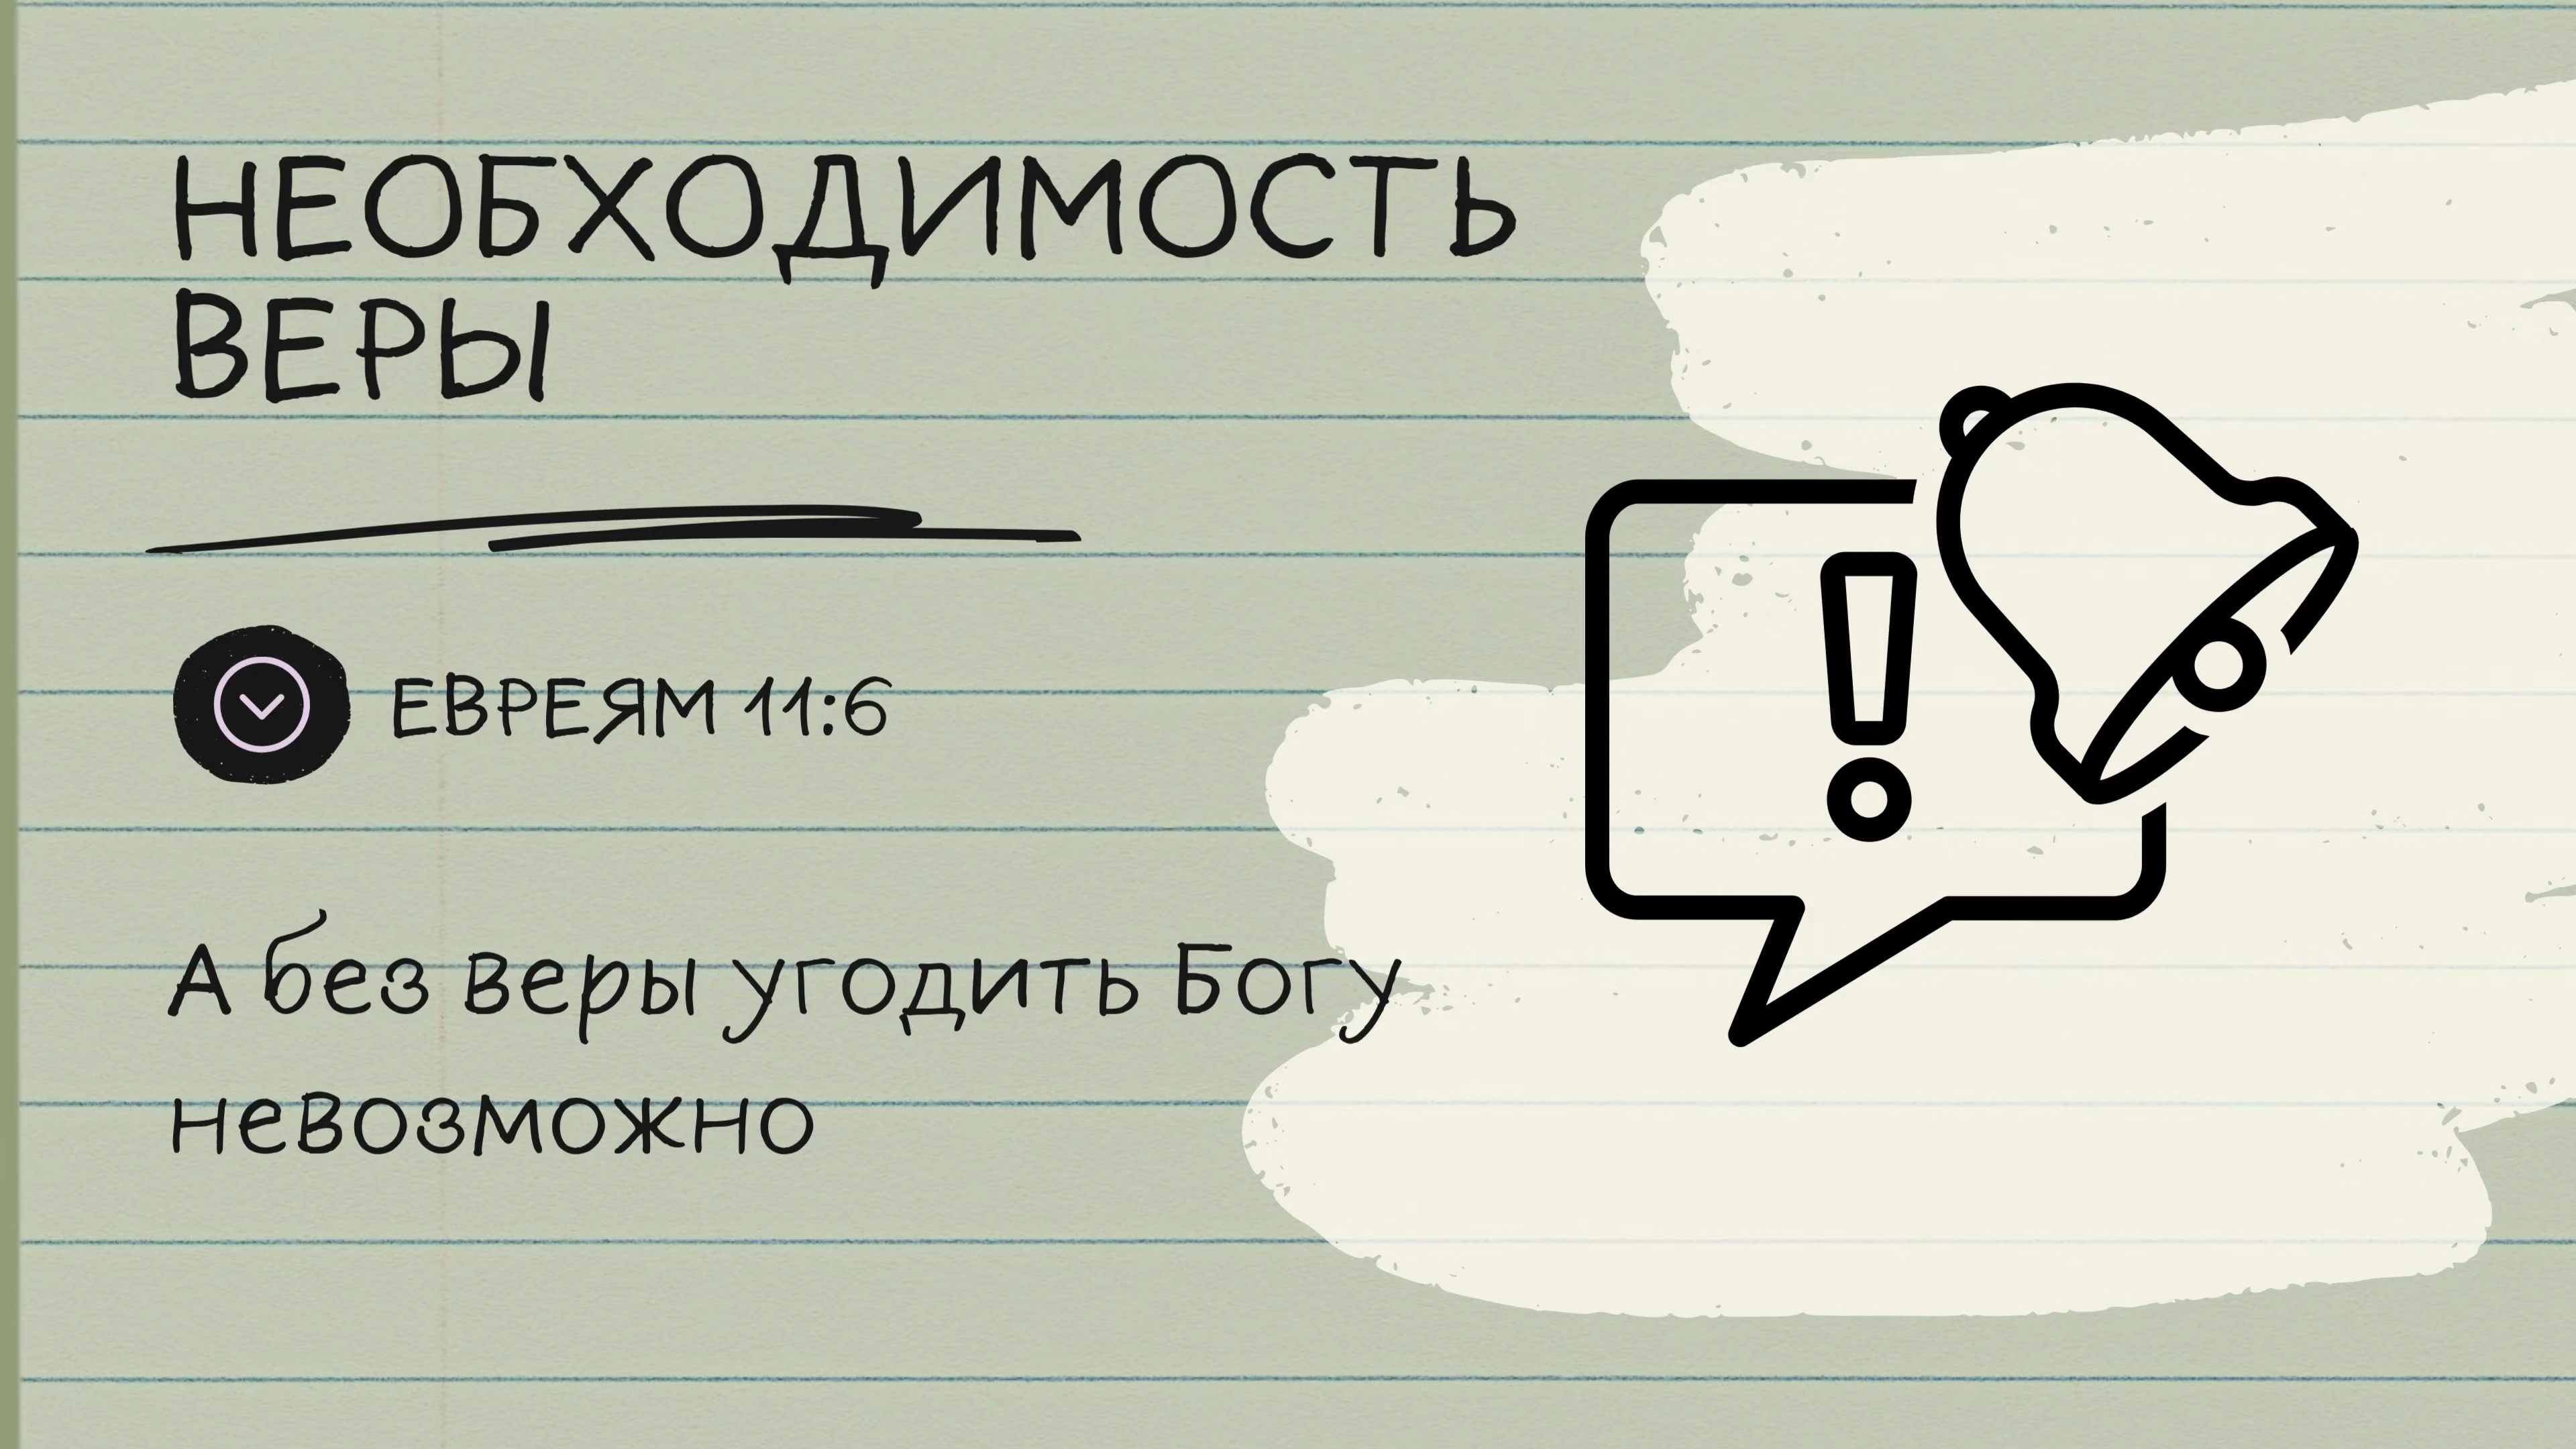 НЕОБХОДИМОСТЬ
ВЕРЫ
ЕВРЕЯМ 11:6
А без веры угодить Богу
невозможно